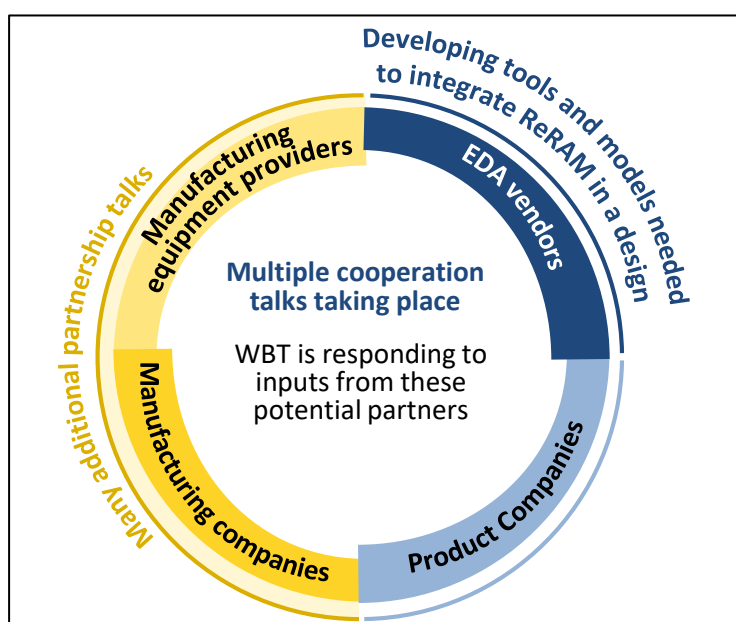 Developing tools and models needed
to integrate ReRAM in a design
EDA vendors
Manufacturing
equipment providers
Many additional partnership talks
Multiple cooperation
talks taking place
WBT is responding to
inputs from these
potential partners
Manufacturing companies
Product Companies